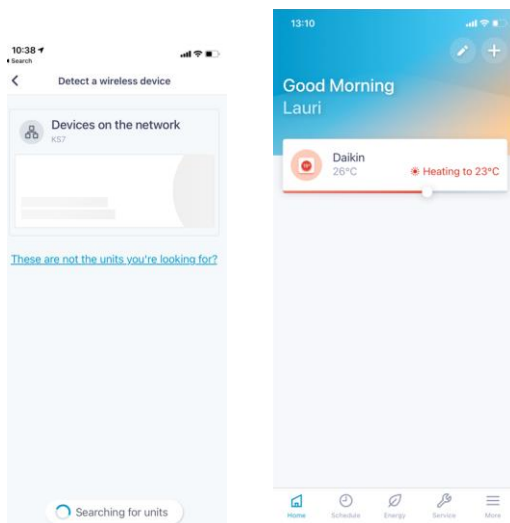 10:38
Search
Detect a wireless device
Devices on the network
KS7
These are not the units you're looking for?
Searching for units
13:10
Good Morning
Lauri
Daikin
26°C
Heating to 23°C
Home
Schedule
Energy
Service
More